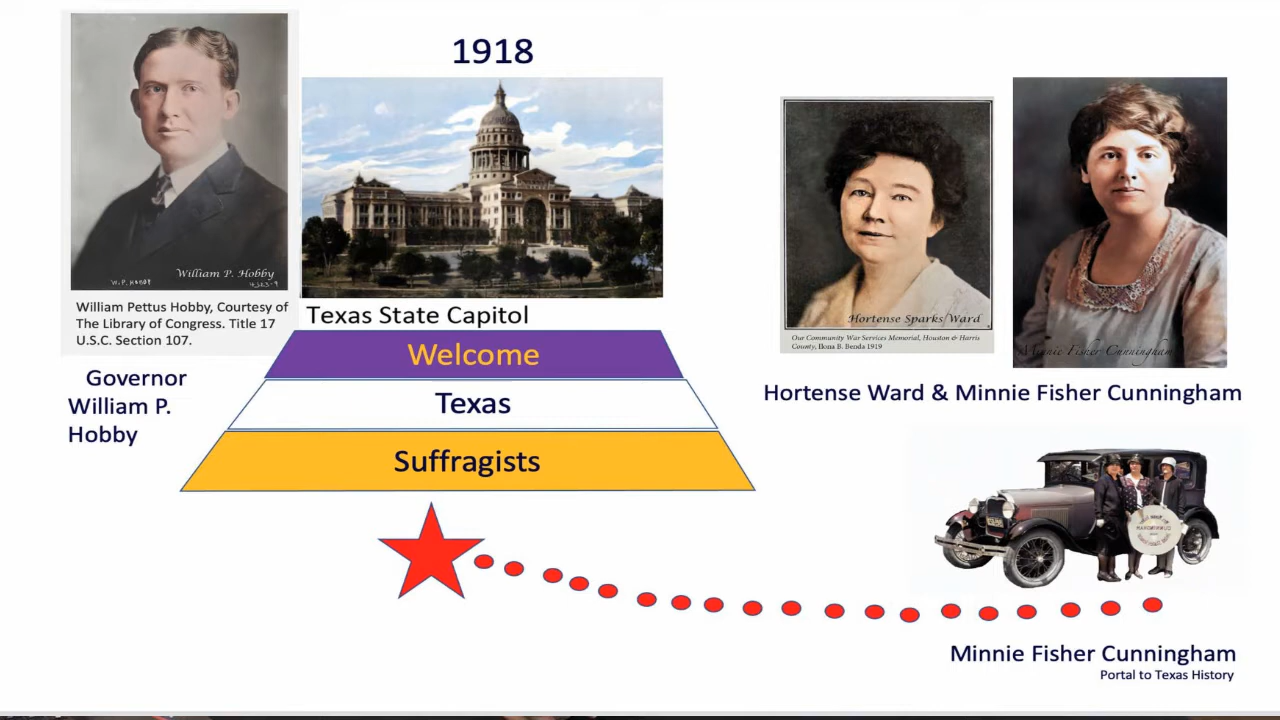 1918
William P. Hobby
W.P. HOBBY
William Pettus Hobby, Courtesy of
The Library of Congress. Title 17
U.S.C. Section 107.
Governor
William P.
Hobby
Texas State Capitol
Welcome
Texas
Suffragists
Hortense Sparks Ward
Our Community War Services Memorial, Houston & Harris
County, Ilona B. Benda 1919
Minnie Fisher Cunningham
Hortense Ward & Minnie Fisher Cunningham
Minnie Fisher Cunningham
Portal to Texas History